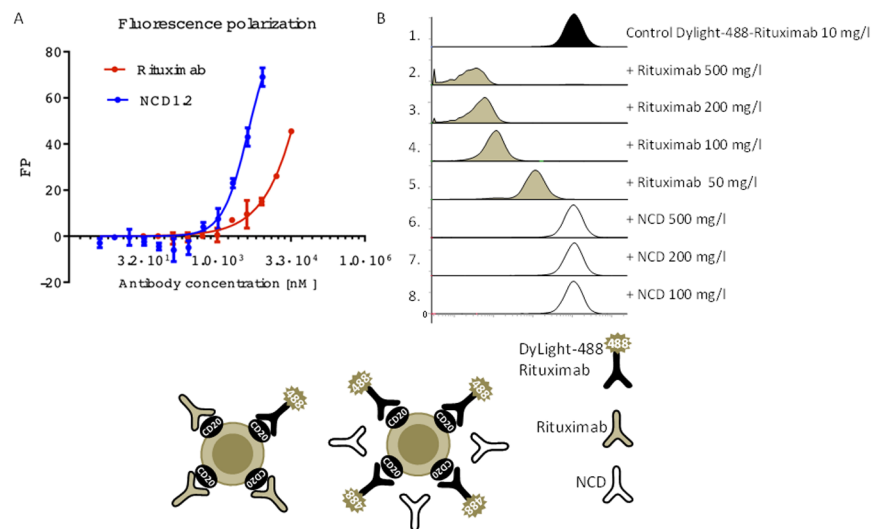 A
Fluorescence polarization
80
60
40
20
0
-20
FP
Rituximab
NCD1.2
3.2·10¹
1.0·10³
3.3·10⁴
1.0·10⁶
Antibody concentration [nM]
B
1. Control Dylight-488-Rituximab 10 mg/l
2. + Rituximab 500 mg/l
3. + Rituximab 200 mg/l
4. + Rituximab 100 mg/l
5. + Rituximab 50 mg/l
6. + NCD 500 mg/l
7. + NCD 200 mg/l
8. + NCD 100 mg/l
0
CD20
CD20
CD20
CD20
488
CD20
CD20
CD20
CD20
488
488
488
488
DyLight-488
Rituximab
488
Rituximab
NCD